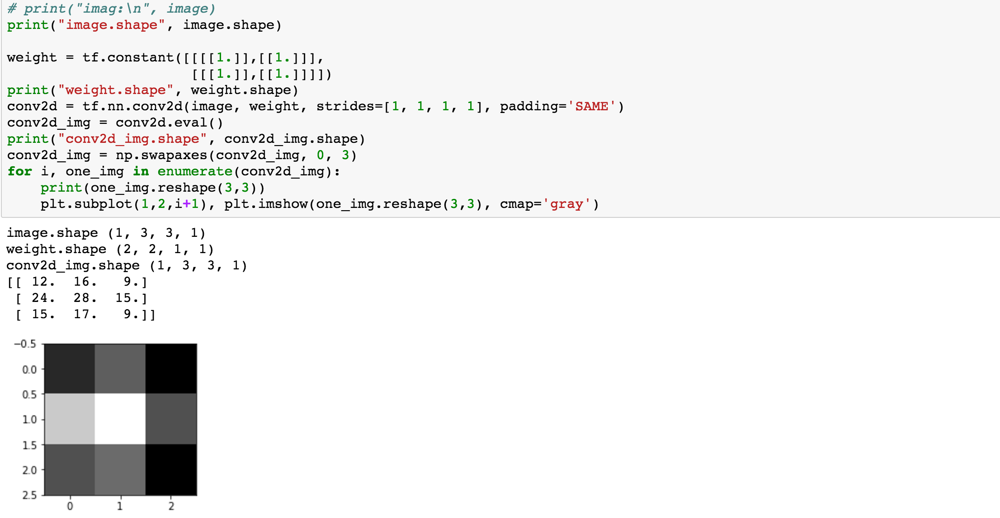 # print("imag:\n", image)
print("image.shape", image.shape)
weight = tf.constant([[[[1.]],[[1.]]],
                      [[[1.]],[[1.]]]])
print("weight.shape", weight.shape)
conv2d = tf.nn.conv2d(image, weight, strides=[1, 1, 1, 1], padding='SAME')
conv2d_img = conv2d.eval()
print("conv2d_img.shape", conv2d_img.shape)
conv2d_img = np.swapaxes(conv2d_img, 0, 3)
for i, one_img in enumerate(conv2d_img):
    print(one_img.reshape(3,3))
    plt.subplot(1,2,i+1), plt.imshow(one_img.reshape(3,3), cmap='gray')
image.shape (1, 3, 3, 1)
weight.shape (2, 2, 1, 1)
conv2d_img.shape (1, 3, 3, 1)
[[ 12.  16.   9.]
 [ 24.  28.  15.]
 [ 15.  17.   9.]]
−0.5
0.0
0.5
1.0
1.5
2.0
2.5
0 1 2